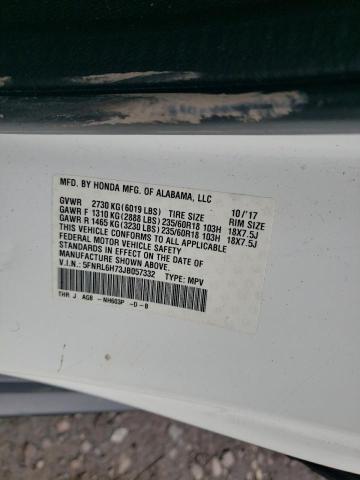 MFD. BY HONDA MFG. OF ALABAMA, LLC 10/'17
GVWR 2730 KG(6019 LBS) TIRE SIZE RIM SIZE
GAWR F 1310 KG(2888 LBS) 235/60R18 103H 18X7.5J
GAWR R 1465 KG(3230 LBS) 235/60R18 103H 18X7.5J
THIS VEHICLE CONFORMS TO ALL APPLICABLE
FEDERAL MOTOR VEHICLE SAFETY
STANDARDS IN EFFECT ON THE DATE OF
MANUFACTURE SHOWN ABOVE.
V.I.N.: 5FNRL6H73JB057332 TYPE: MPV
THR J AGB - NH603P -D -B